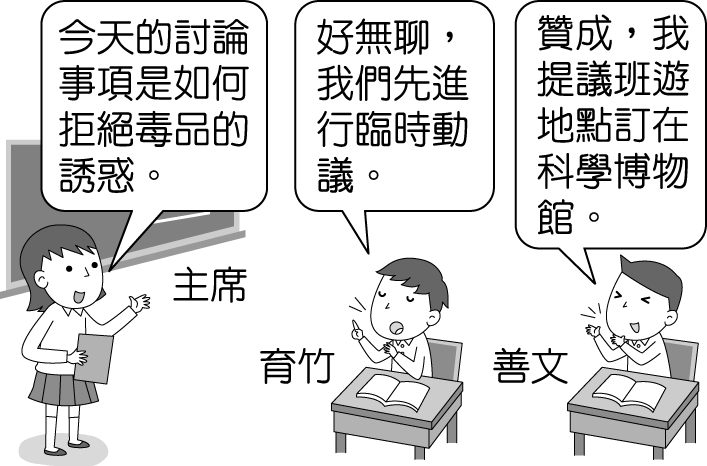 今天的討論
事項是如何
拒絕毒品的
誘惑。
主席
好無聊，
我們先進
行臨時動
議。
育竹
贊成，我
提議班遊
地點訂在
科學博物
館。
善文